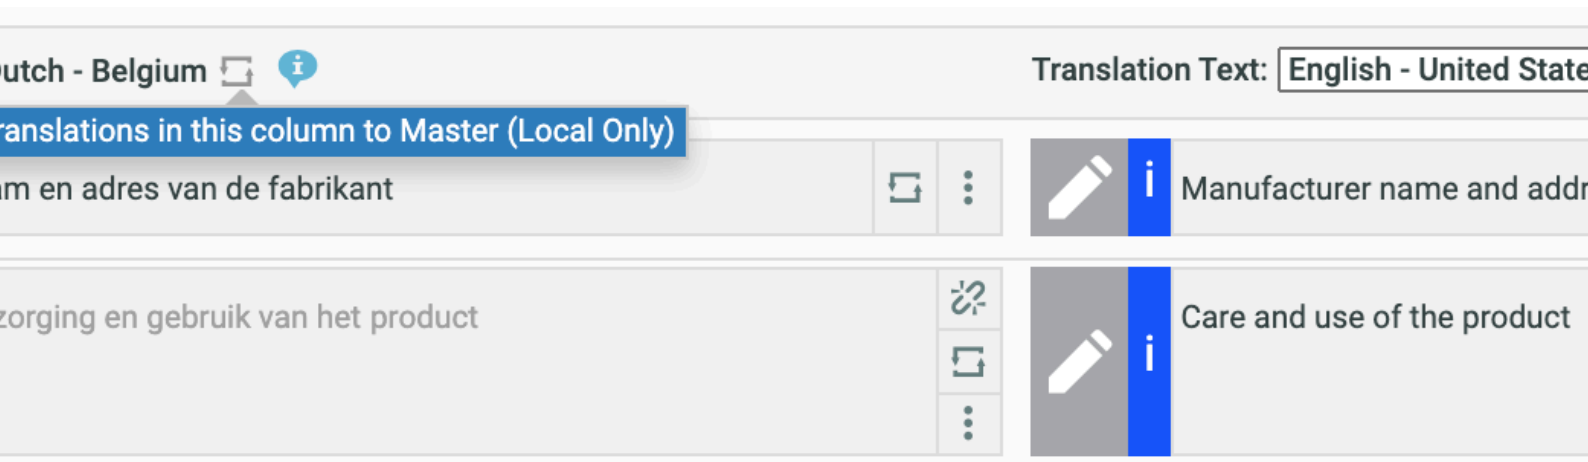 Dutch - Belgium
Translation Text: English - United State
ranslations in this column to Master (Local Only)
am en adres van de fabrikant
i Manufacturer name and addr
zorging en gebruik van het product
i Care and use of the product